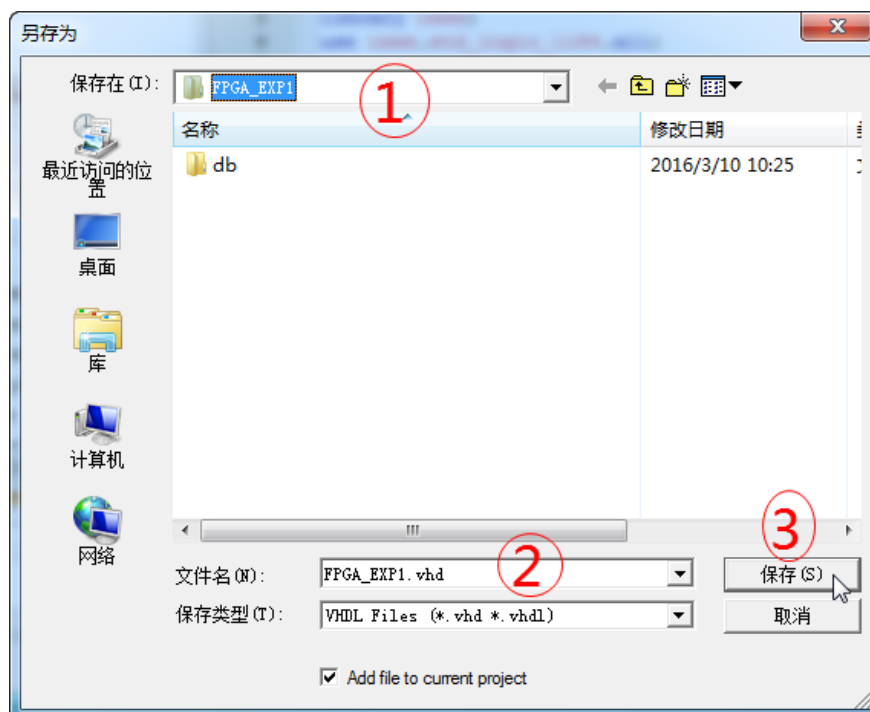 另存为
保存在(I):
FPGA_EXP1
①
名称
修改日期
db
2016/3/10 10:25
最近访问的位
置
桌面
库
计算机
网络
②
③
文件名(N):
FPGA_EXP1.vhd
保存(S)
保存类型(T):
VHDL Files (*.vhd *.vhdl)
取消
Add file to current project